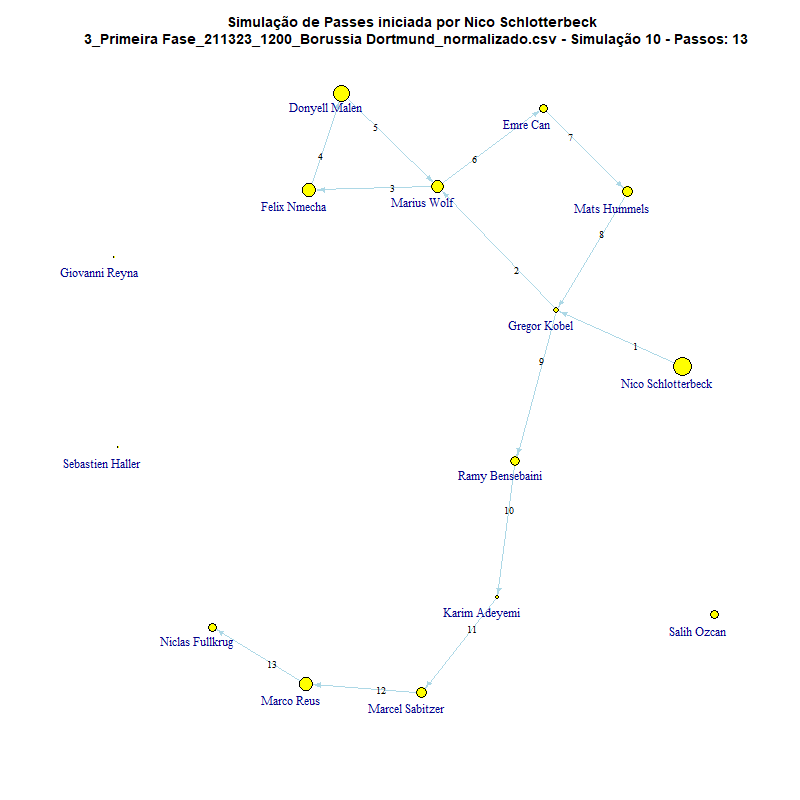 Simulação de Passes iniciada por Nico Schlotterbeck
3_Primeira Fase_211323_1200_Borussia Dortmund_normalizado.csv - Simulação 10 - Passos: 13
Donyell Malen
Emre Can
5
7
6
4
3
Felix Nmecha
Marius Wolf
Mats Hummels
8
Giovanni Reyna
2
Gregor Kobel
1
9
Nico Schlotterbeck
Sebastien Haller
Ramy Bensebaini
10
Karim Adeyemi
11
Salih Ozcan
Niclas Fullkrug
13
12
Marco Reus
Marcel Sabitzer